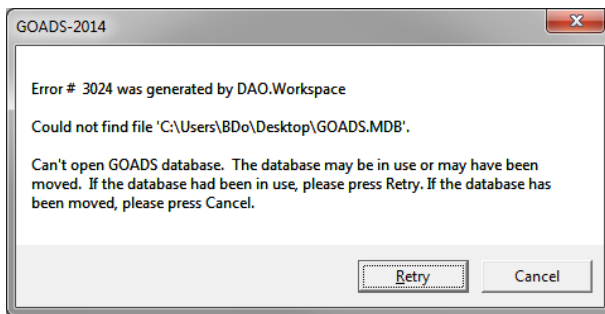 GOADS-2014
Error # 3024 was generated by DAO.Workspace
Could not find file 'C:\Users\BDo\Desktop\GOADS.MDB'.
Can't open GOADS database. The database may be in use or may have been
moved. If the database had been in use, please press Retry. If the database has
been moved, please press Cancel.
Retry
Cancel